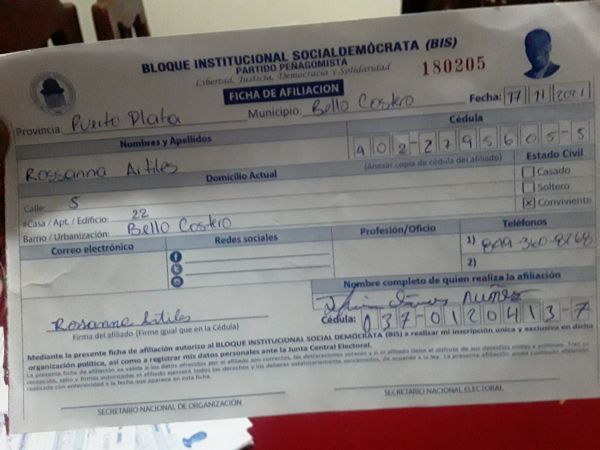 BLOQUE INSTITUCIONAL SOCIALDEMÓCRATA (BIS)
PARTIDO PEÑAGOMISTA
Libertad, Justicia, Democracia y Solidaridad
180205
FICHA DE AFILIACION
Provincia: Puerto Plata Municipio: Bello Costero Fecha: 17 11 2021
Nombres y Apellidos Cédula
Rossanna Artiles 402-2795605-5
(Anexar copia de cédula del afiliado)
Domicilio Actual Estado Civil
Calle: 5 Casado
#Casa / Apt. / Edificio: 22 Soltero
Barrio / Urbanización: Bello Costero Conviviente
Correo electrónico Redes sociales Profesión/Oficio Teléfonos
1) 849-360-8268
2)
Nombre completo de quien realiza la afiliación
Nuñez
Rossanna Artiles
Firma del afiliado (Firme igual que en la Cédula) Cédula: 037-0120413-7
Mediante la presente ficha de afiliación autorizo al BLOQUE INSTITUCIONAL SOCIAL DEMÓCRATA (BIS) a realizar mi inscripción única y exclusiva en dicha
organización política, así como a registrar mis datos personales ante la Junta Central Electoral.
SECRETARIO NACIONAL DE ORGANIZACIÓN SECRETARIO NACIONAL ELECTORAL